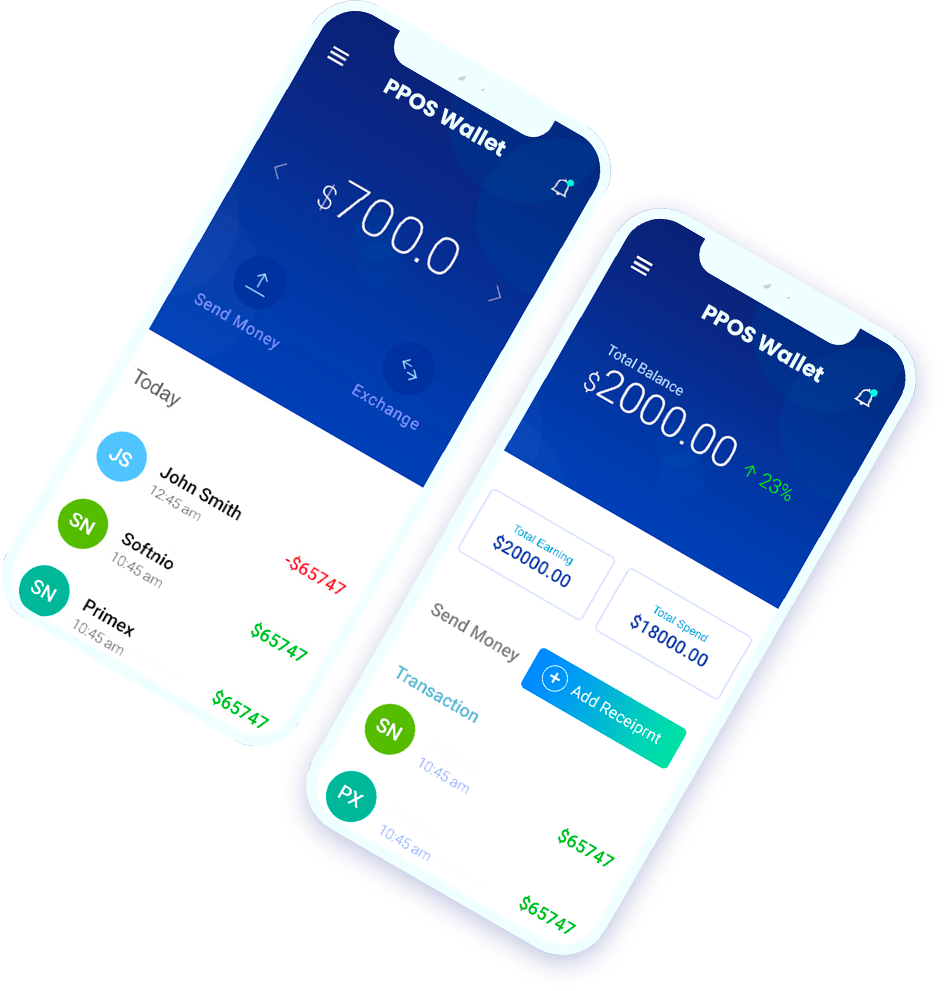 PPOS Wallet
$700.0
Send Money
Exchange
Today
JS
John Smith
12:45 am
-$65747
SN
Softnio
10:45 am
$65747
SN
Primex
10:45 am
$65747
PPOS Wallet
Total Balance
$2000.00
23%
Total Earning
$20000.00
Total Spend
$18000.00
Send Money
Add Receiprnt
Transaction
SN
10:45 am
$65747
PX
10:45 am
$65747